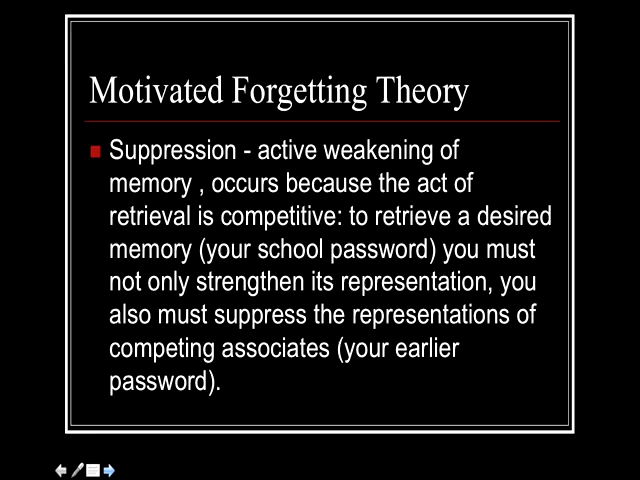 Motivated Forgetting Theory
Suppression - active weakening of
memory , occurs because the act of
retrieval is competitive: to retrieve a desired
memory (your school password) you must
not only strengthen its representation, you
also must suppress the representations of
competing associates (your earlier
password).